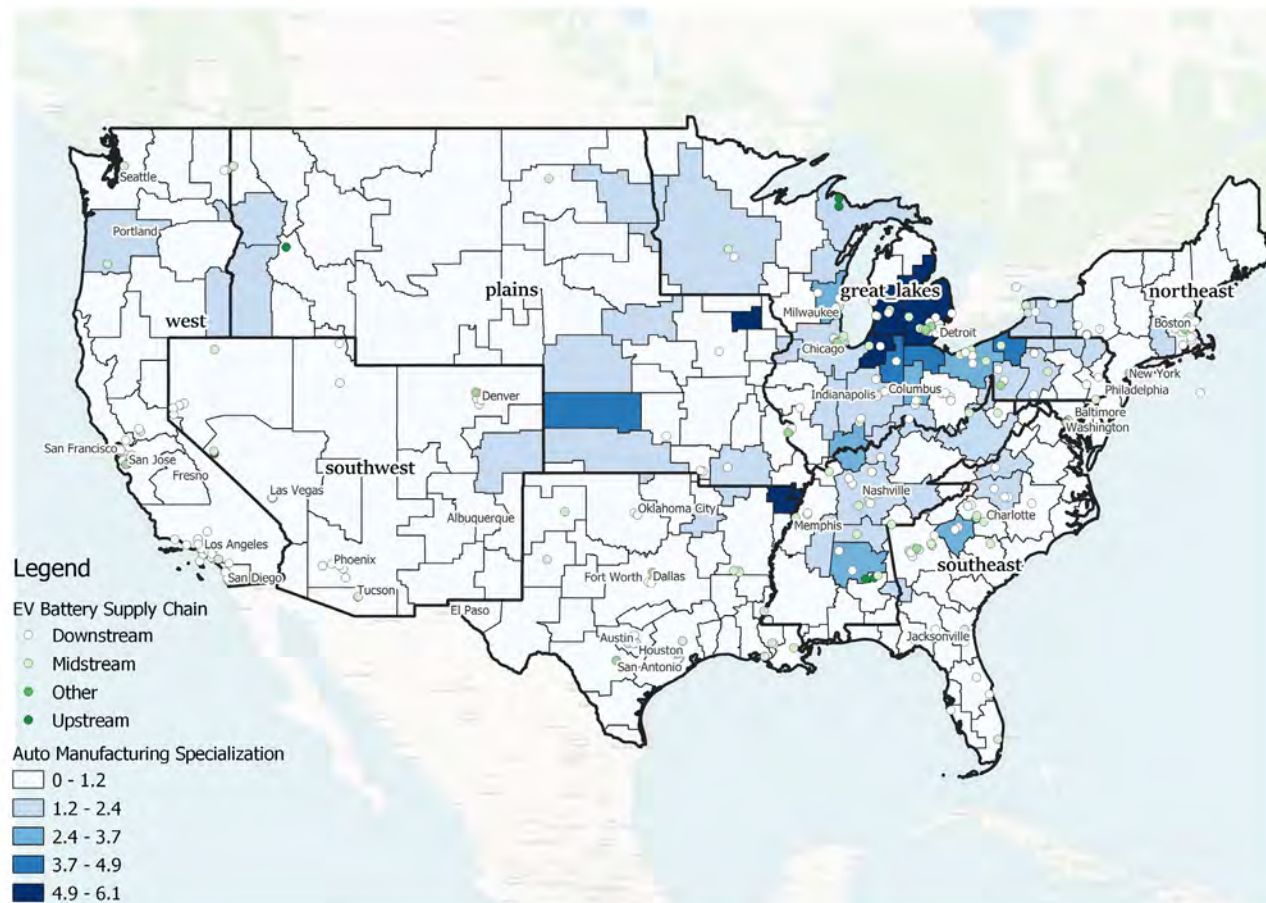 Seattle
Portland
plains
great_lakes
northeast
west
Milwaukee
Detroit
Boston
Chicago
New York
Denver
Indianapolis
Columbus
Philadelphia
Baltimore
Washington
San Francisco
San Jose
Fresno
southwest
Las Vegas
Nashville
Albuquerque
Oklahoma City
Memphis
Charlotte
Los Angeles
Phoenix
San Diego
Tucson
Fort Worth
Dallas
southeast
El Paso
Austin
Houston
San Antonio
Jacksonville
Legend
EV Battery Supply Chain
Downstream
Midstream
Other
Upstream
Auto Manufacturing Specialization
0 - 1.2
1.2 - 2.4
2.4 - 3.7
3.7 - 4.9
4.9 - 6.1